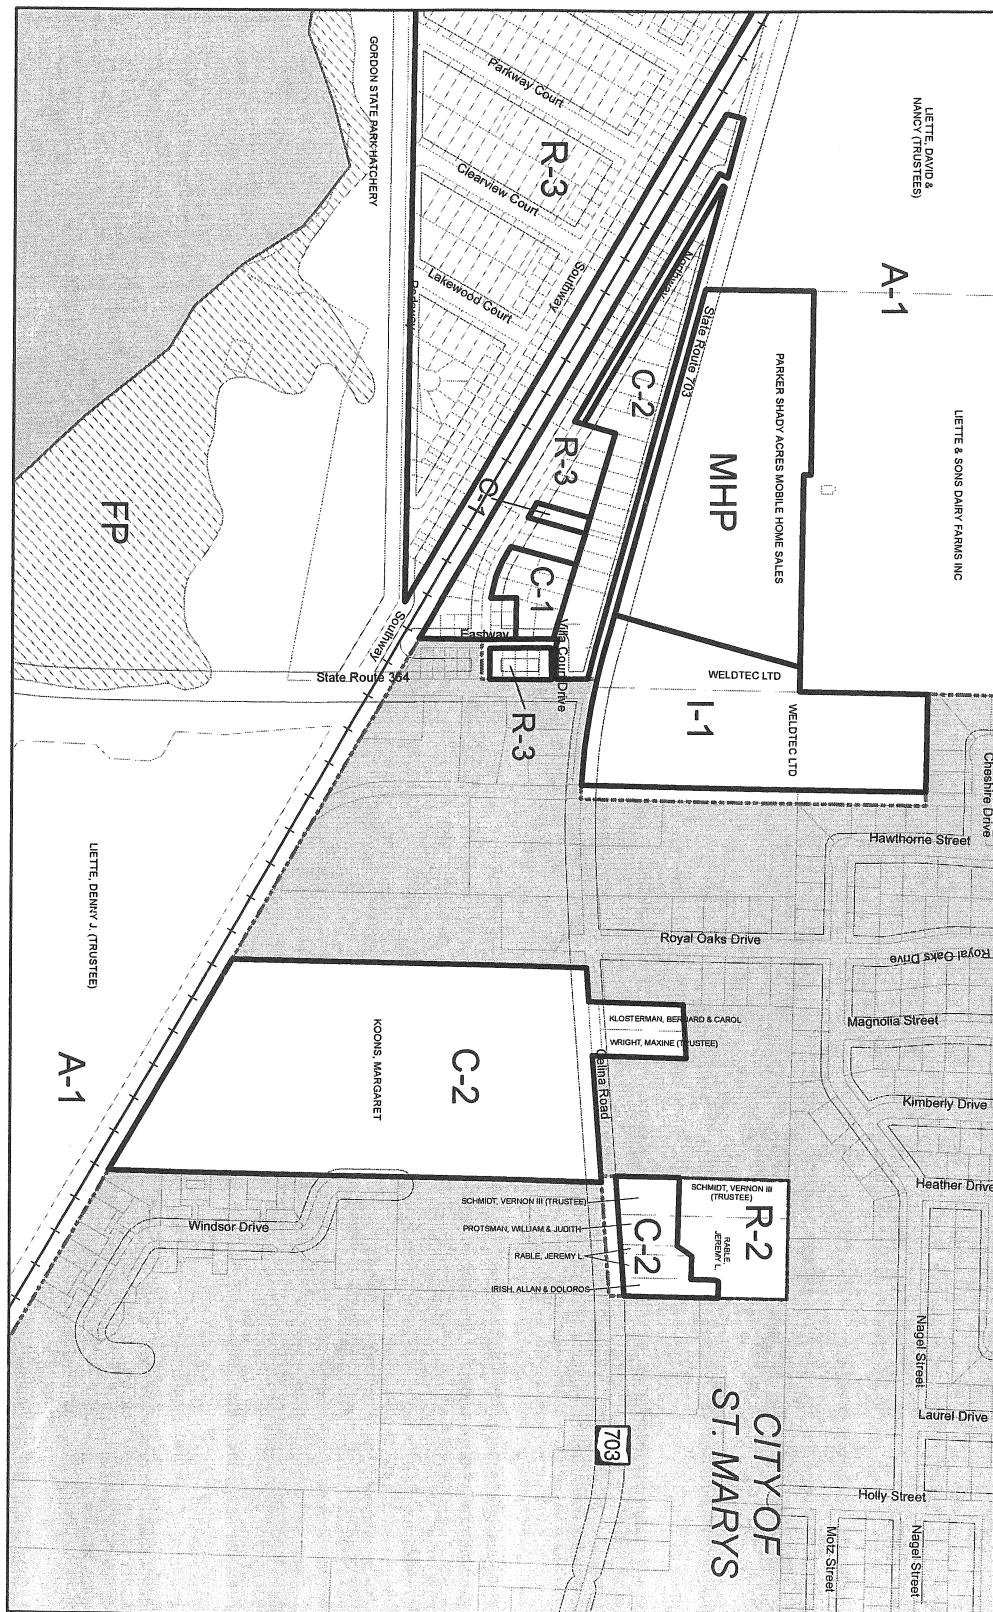 LIETTE, DAVID &
NANCY (TRUSTEES)
A-1
LIETTE & SONS DAIRY FARMS INC
GORDON STATE PARK HATCHERY
Parkway Court
R-3
Clearview Court
Lakewood Court
Southway
Northway
State Route 703
C-2
PARKER SHADY ACRES MOBILE HOME SALES
MHP
R-3
C-1
C-1
FP
Southway
Eastway
Villa Court Drive
State Route 364
R-3
WELDTEC LTD
I-1
WELDTEC LTD
Cheshire Drive
Hawthorne Street
LIETTE, DENNY J. (TRUSTEE)
A-1
Royal Oaks Drive
Royal Oaks Drive
KLOSTERMAN, BERNARD & CAROL
WRIGHT, MAXINE (TRUSTEE)
Magnolia Street
KOONS, MARGARET
C-2
Celina Road
Kimberly Drive
Heather Drive
SCHMIDT, VERNON III
(TRUSTEE)
R-2
RABLE,
JEREMY L
SCHMIDT, VERNON III (TRUSTEE)
PROTSMAN, WILLIAM & JUDITH
RABLE, JEREMY L
IRISH, ALLAN & DOLOROS
C-2
Windsor Drive
Nagel Street
Laurel Drive
CITY OF
ST. MARYS
703
Holly Street
Motz Street
Nagel Street